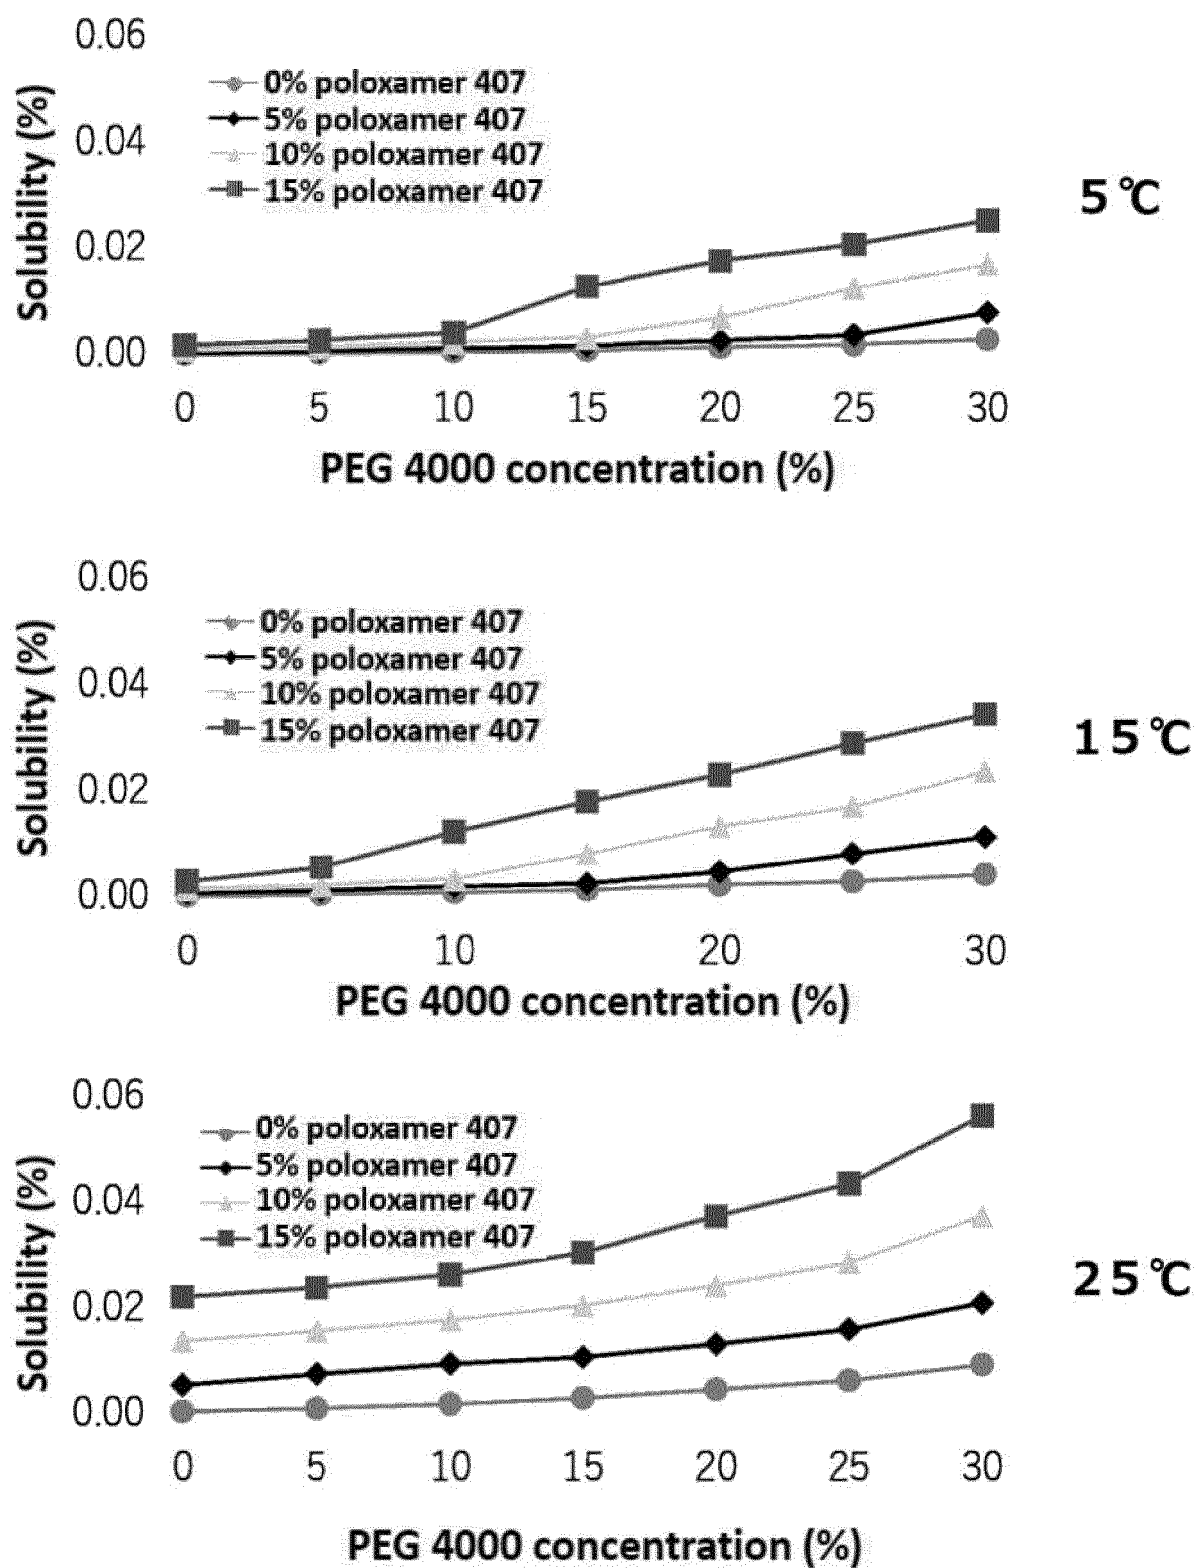 0.06
0% poloxamer 407
5% poloxamer 407
0.04
10% poloxamer 407
15% poloxamer 407
5℃
0.02
0.00
Solubility (%)
0 5 10 15 20 25 30
PEG 4000 concentration (%)
0.06
0% poloxamer 407
5% poloxamer 407
0.04
10% poloxamer 407
15% poloxamer 407
15℃
0.02
0.00
Solubility (%)
0 10 20 30
PEG 4000 concentration (%)
0.06
0% poloxamer 407
5% poloxamer 407
0.04
10% poloxamer 407
15% poloxamer 407
25℃
0.02
0.00
Solubility (%)
0 5 10 15 20 25 30
PEG 4000 concentration (%)